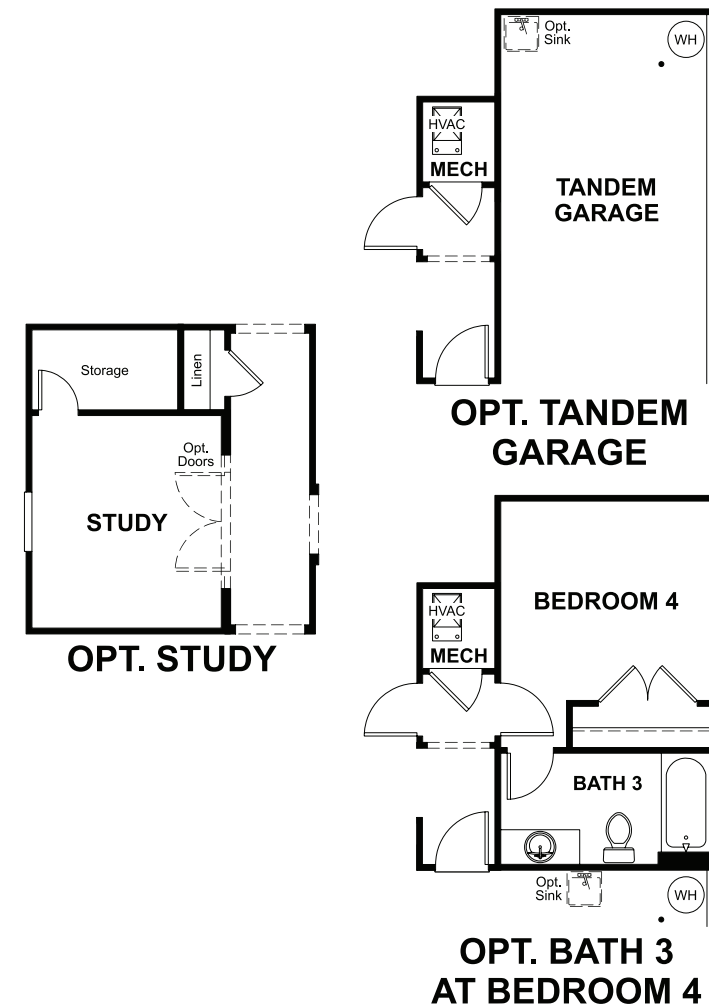 Opt.
Sink
WH
HVAC
MECH
TANDEM
GARAGE
OPT. TANDEM
GARAGE
Storage
Linen
Opt.
Doors
STUDY
OPT. STUDY
BEDROOM 4
HVAC
MECH
BATH 3
Opt.
Sink
WH
OPT. BATH 3
AT BEDROOM 4